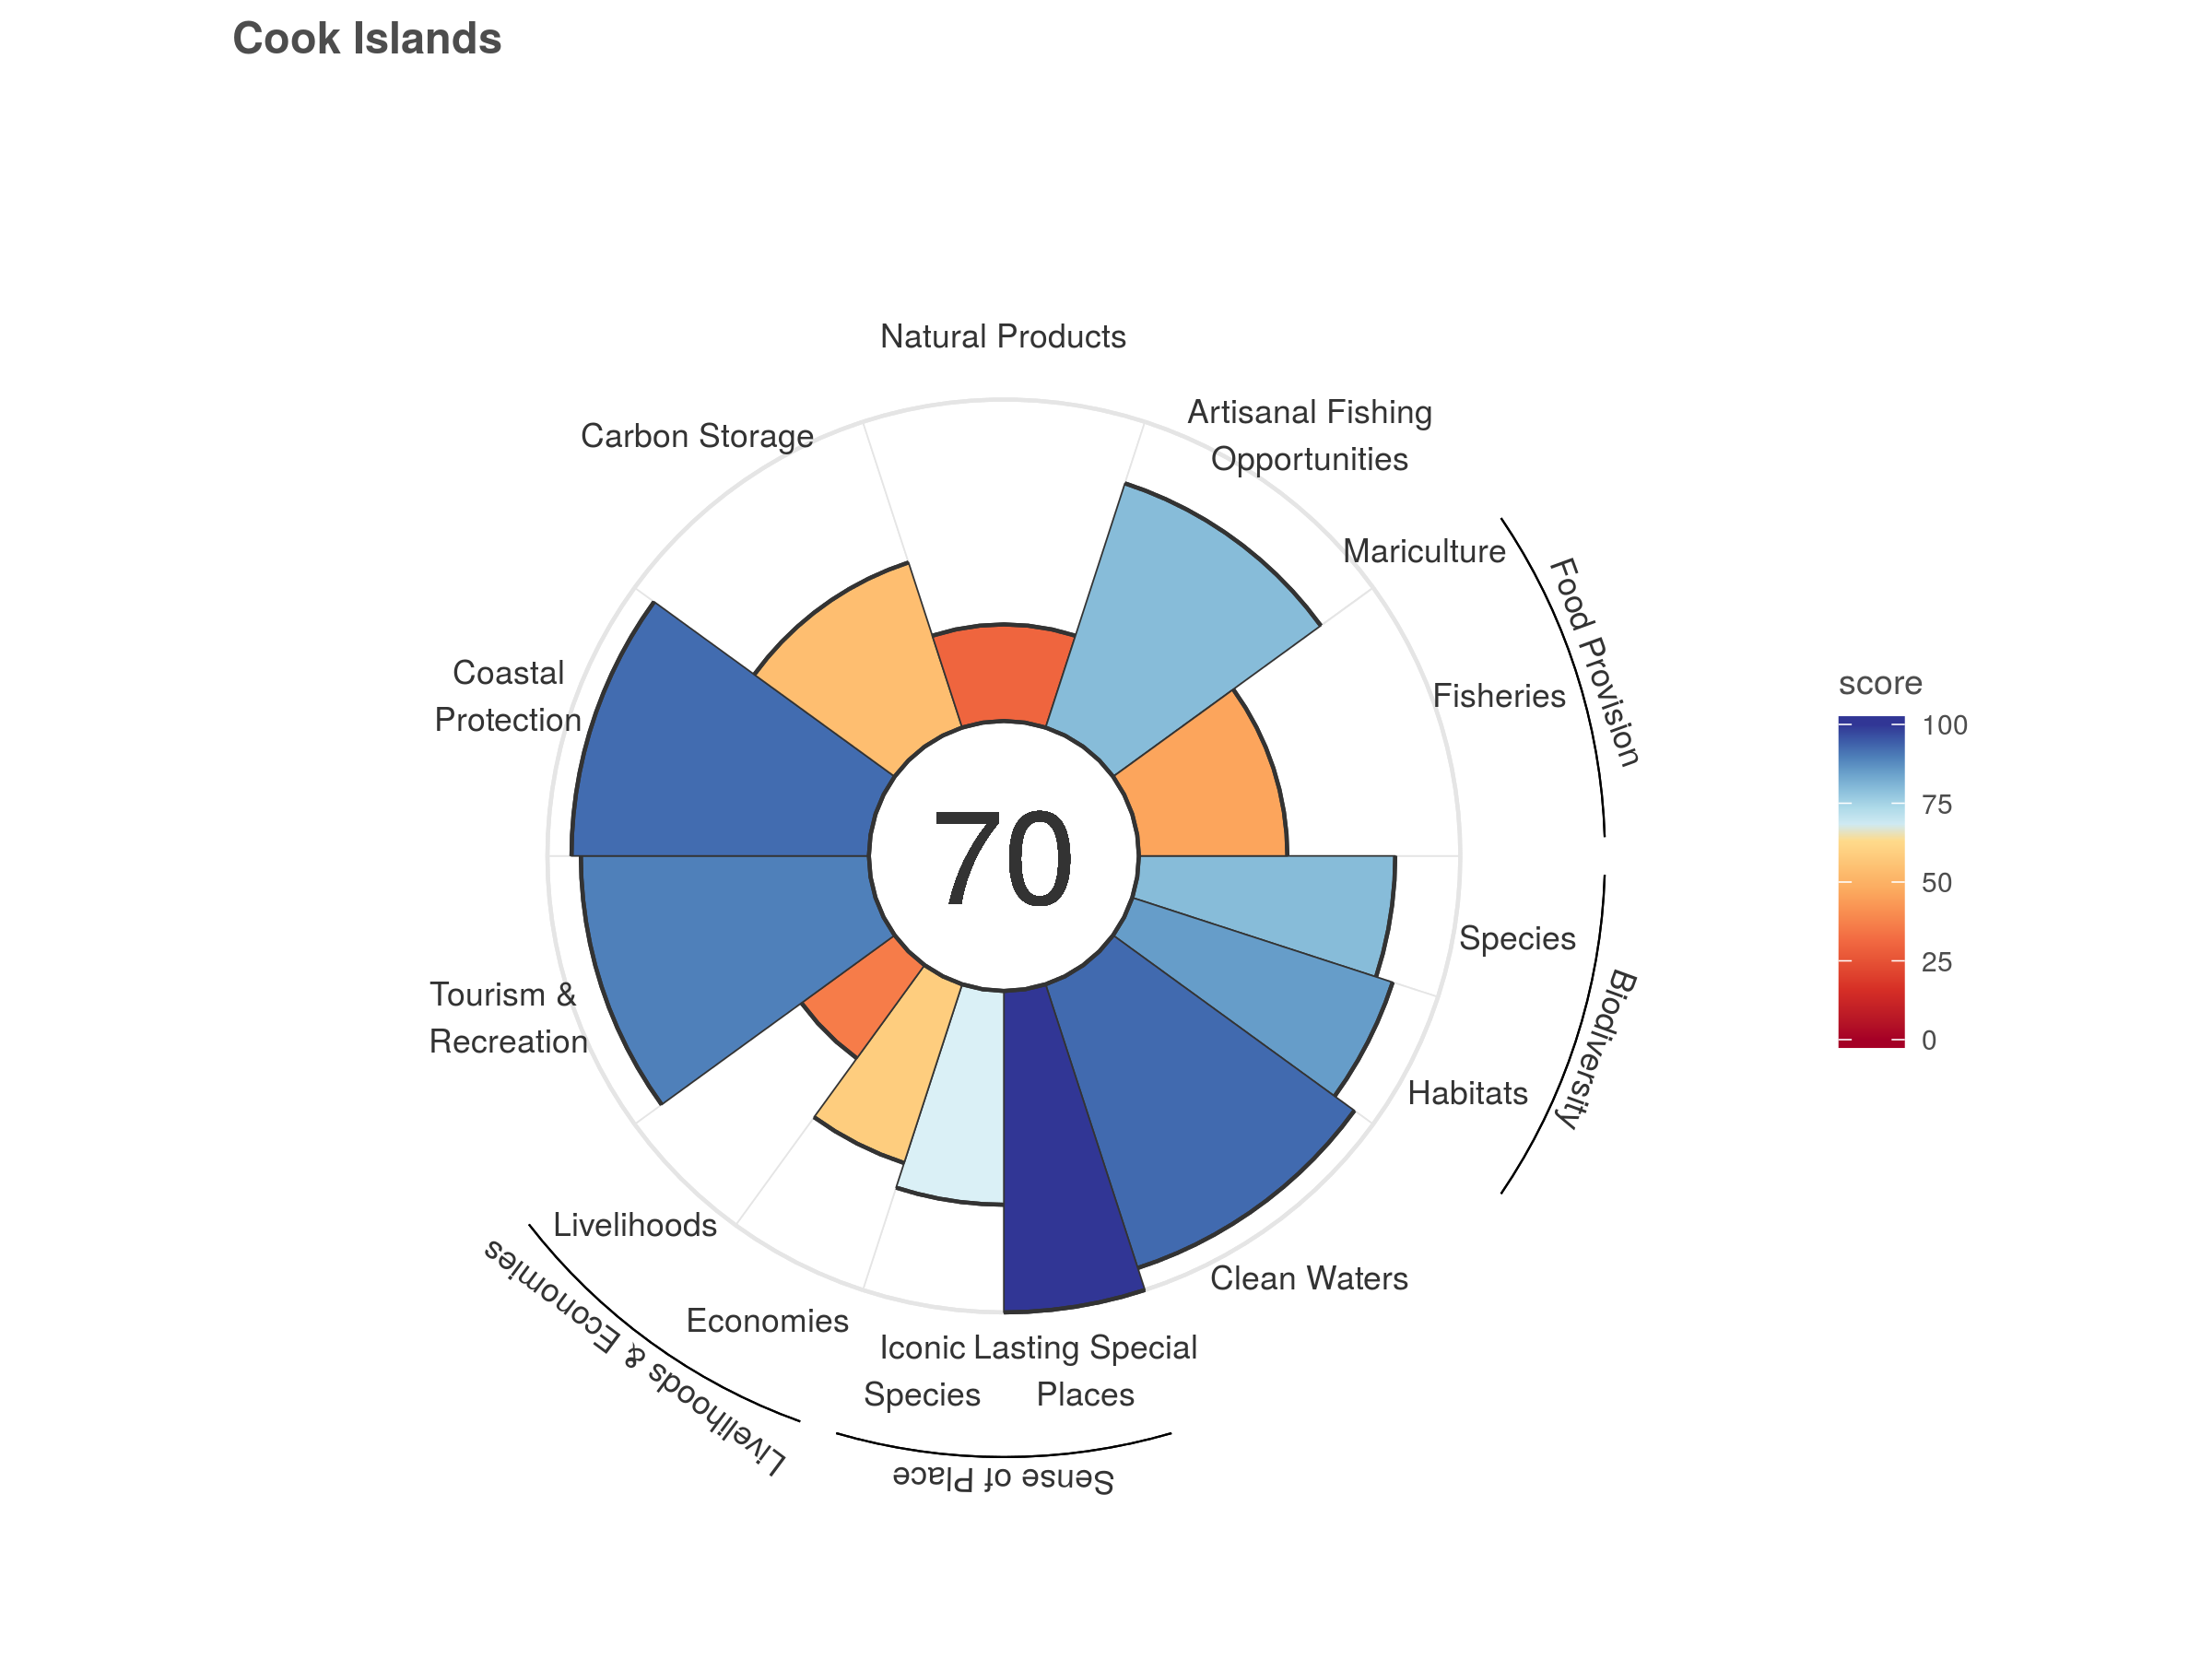 Cook Islands
Natural Products
Artisanal Fishing
Opportunities
Carbon Storage
Mariculture
Food Provision
Fisheries
Coastal
Protection
score
100
75
50
25
0
70
Species
Biodiversity
Tourism &
Recreation
Habitats
Livelihoods
Clean Waters
Livelihoods & Economies
Economies
Iconic
Species
Lasting Special
Places
Sense of Place